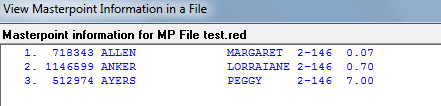 View Masterpoint Information in a File
Masterpoint information for MP File test.red
1. 718343 ALLEN MARGARET 2-146 0.07
2. 1146599 ANKER LORRAIANE 2-146 0.70
3. 512974 AYERS PEGGY 2-146 7.00